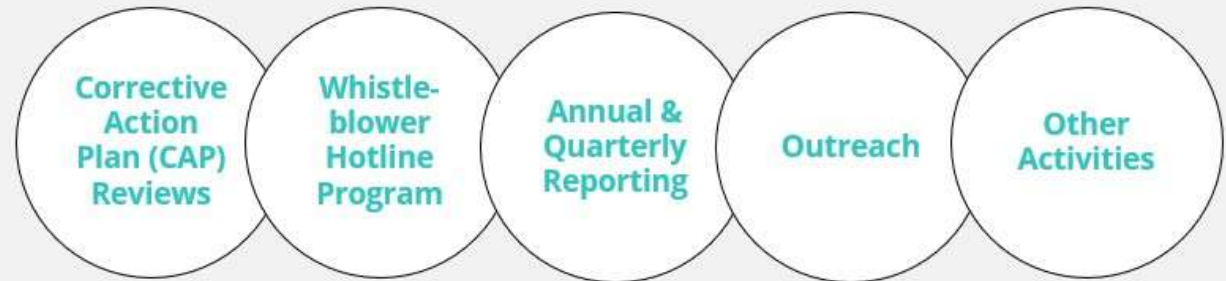 Corrective
Action
Plan (CAP)
Reviews
Whistle-
blower
Hotline
Program
Annual &
Quarterly
Reporting
Outreach
Other
Activities